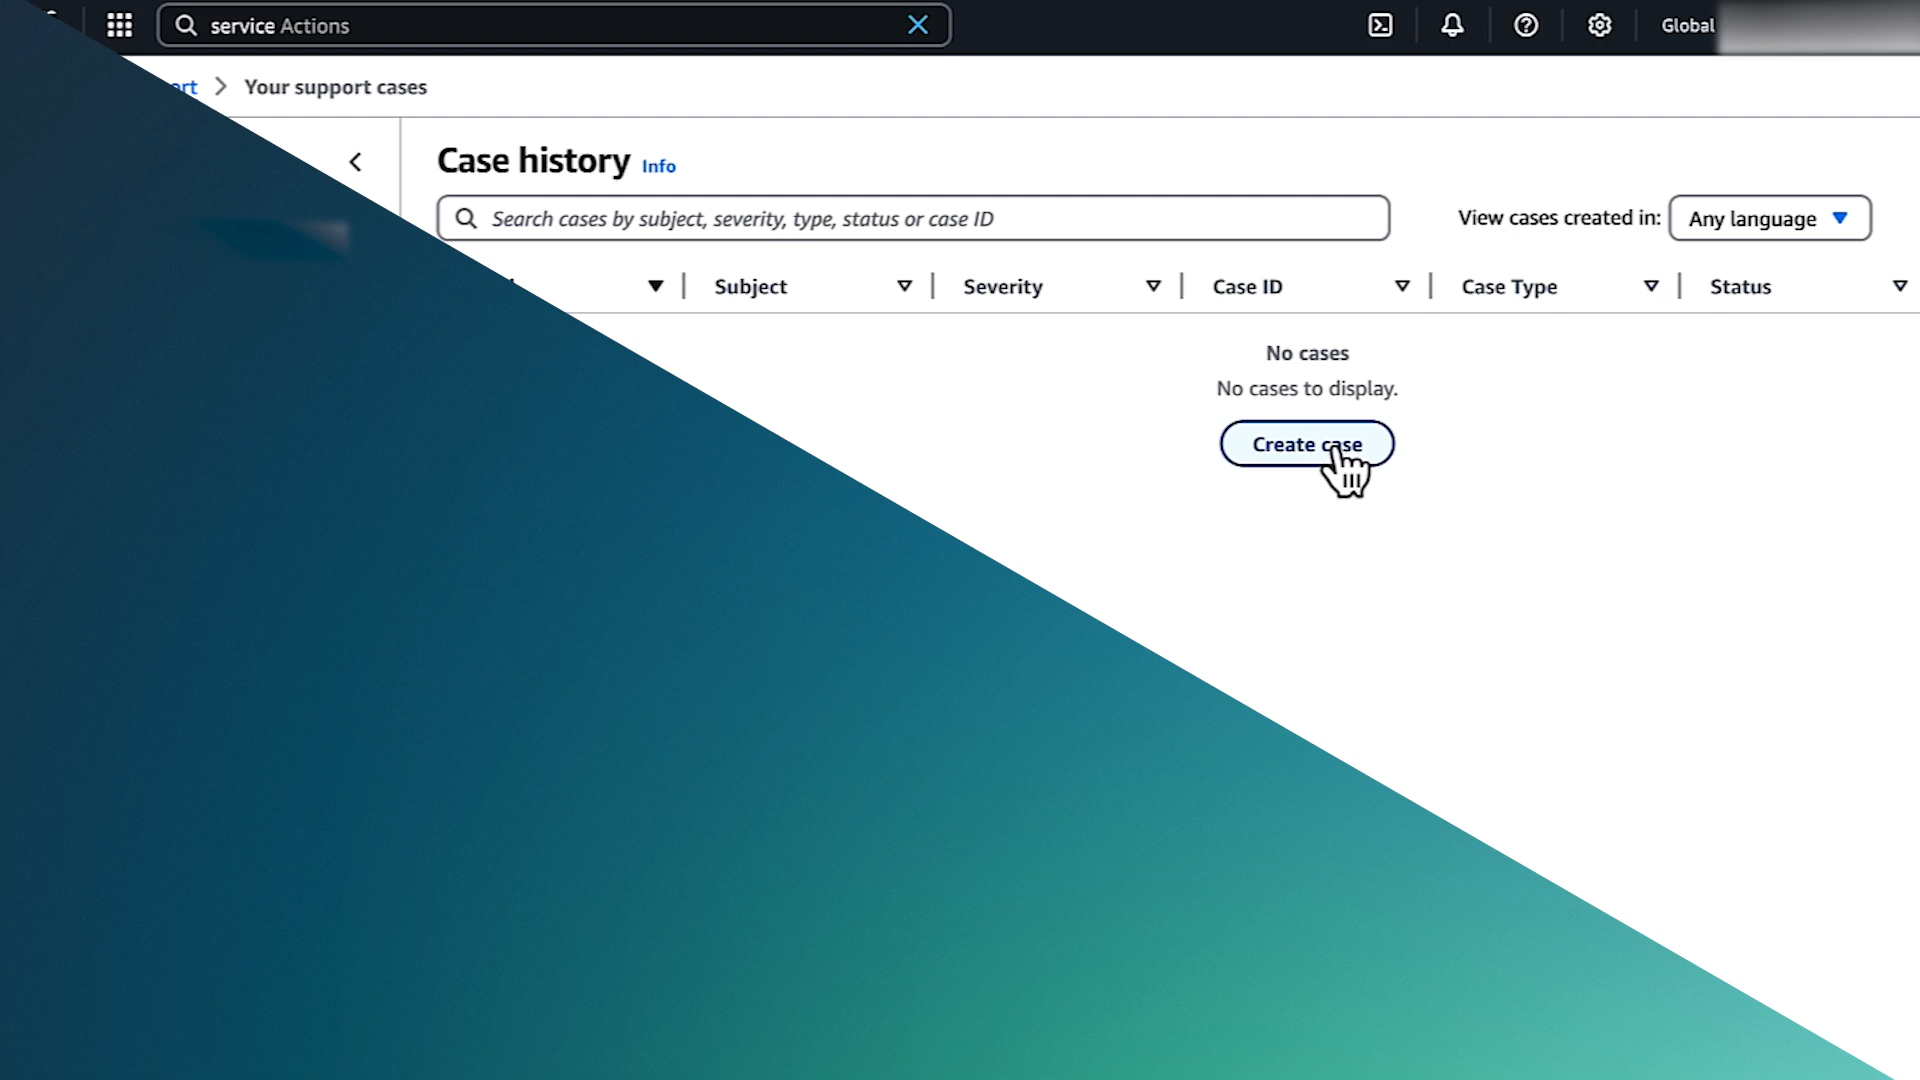 service Actions
Global
rt > Your support cases
Case history Info
Search cases by subject, severity, type, status or case ID
View cases created in: Any language
Subject Severity Case ID Case Type Status
No cases
No cases to display.
Create case